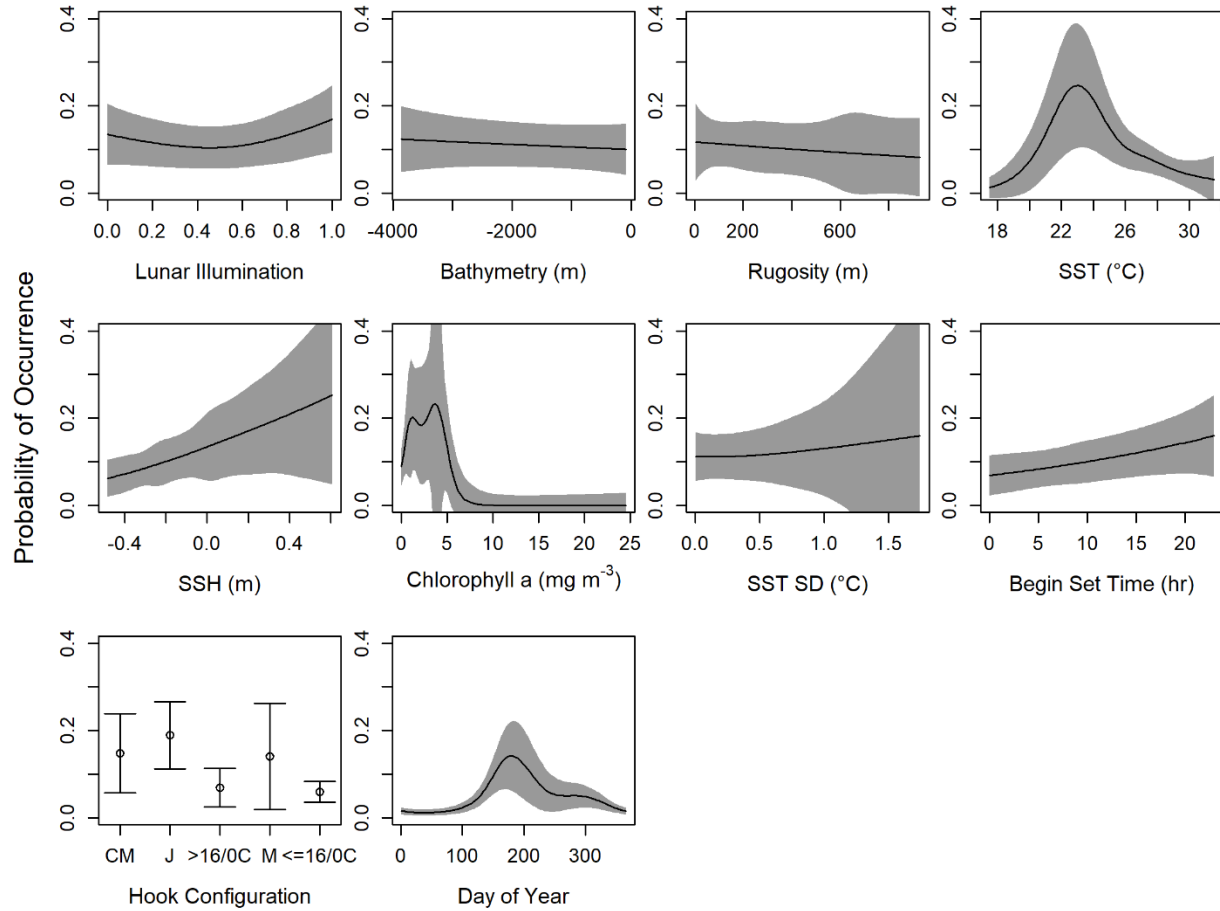 Probability of Occurrence
0.0 0.2 0.4
0.0 0.2 0.4 0.6 0.8 1.0
Lunar Illumination
0.0 0.2 0.4
-4000 -2000 0
Bathymetry (m)
0.0 0.2 0.4
0 200 600
Rugosity (m)
0.0 0.2 0.4
18 22 26 30
SST (°C)
0.0 0.2 0.4
-0.4 0.0 0.4
SSH (m)
0.0 0.2 0.4
0 5 10 15 20 25
Chlorophyll a (mg m⁻³)
0.0 0.2 0.4
0.0 0.5 1.0 1.5
SST SD (°C)
0.0 0.2 0.4
0 5 10 15 20
Begin Set Time (hr)
0.0 0.2 0.4
CM J >16/0C M <=16/0C
Hook Configuration
0.0 0.2 0.4
0 100 200 300
Day of Year